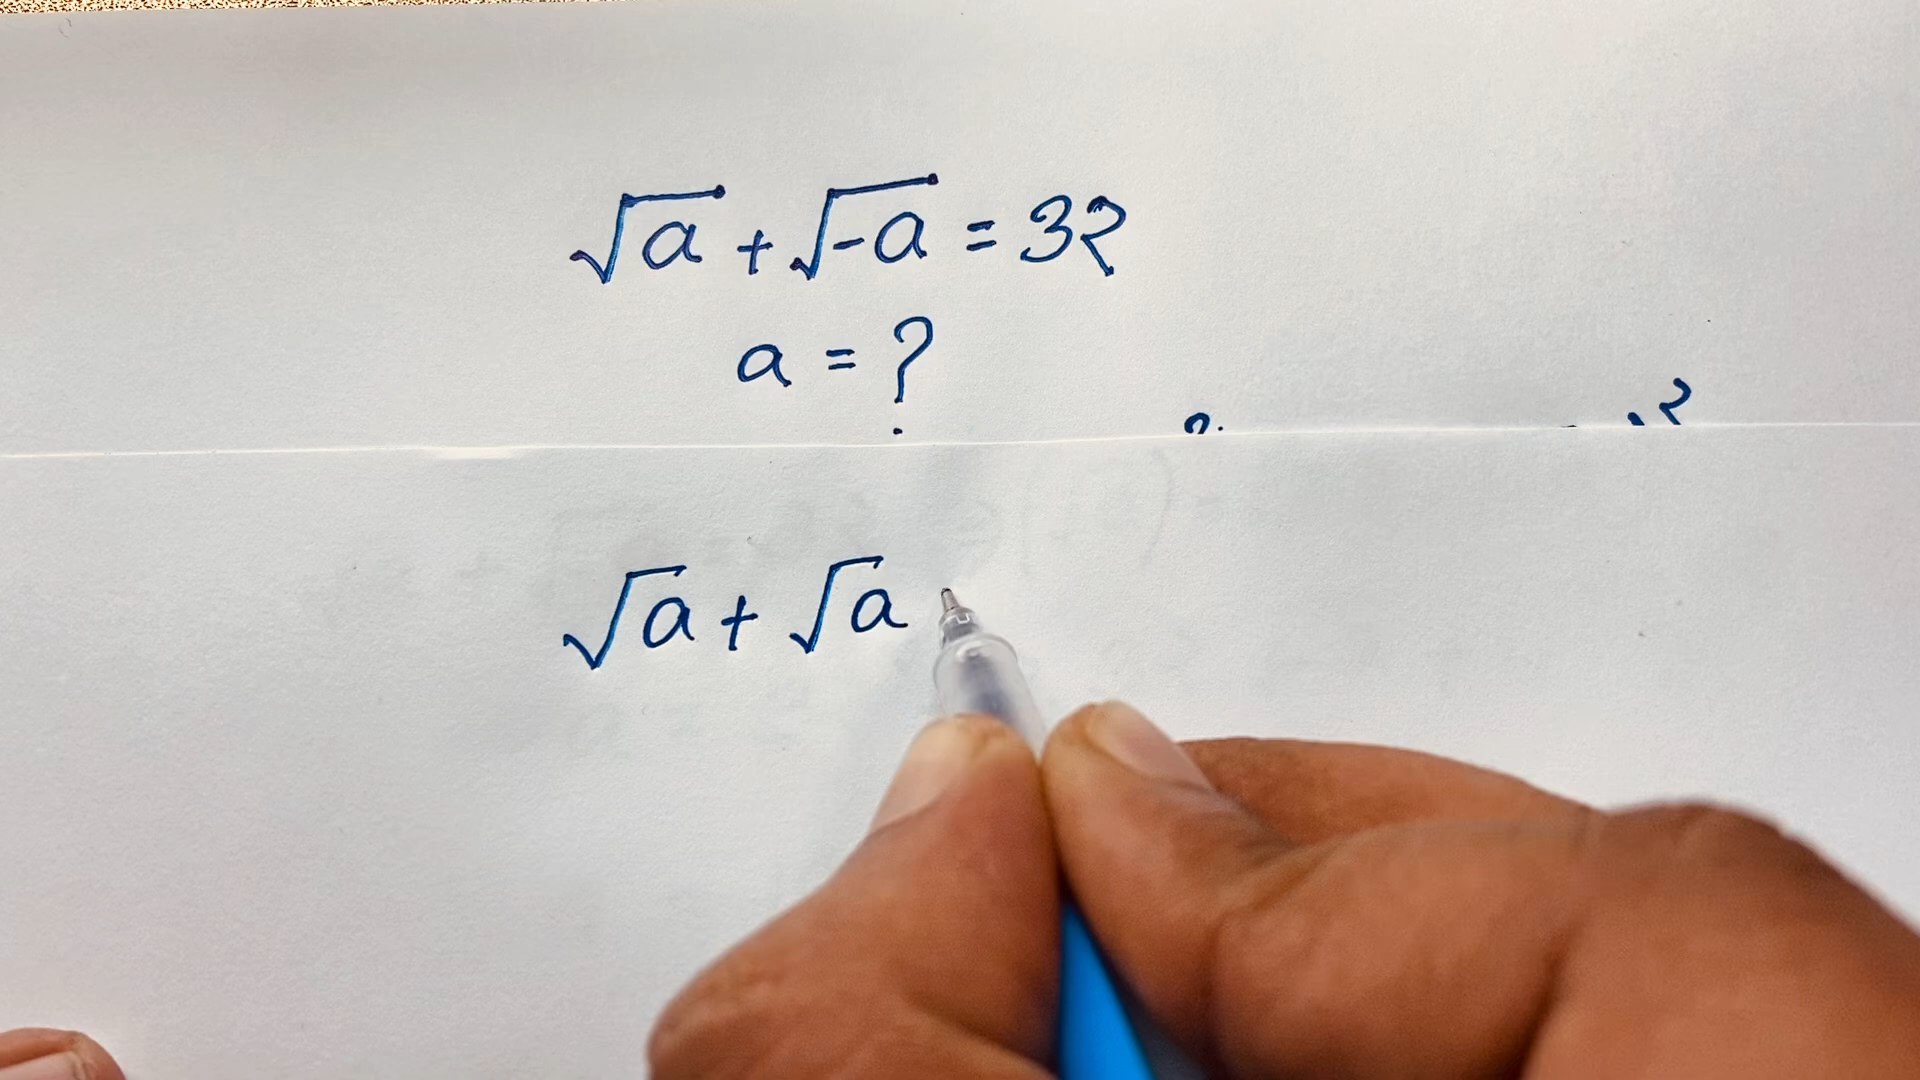 √a + √-a = 32
a = ?
√a + √a